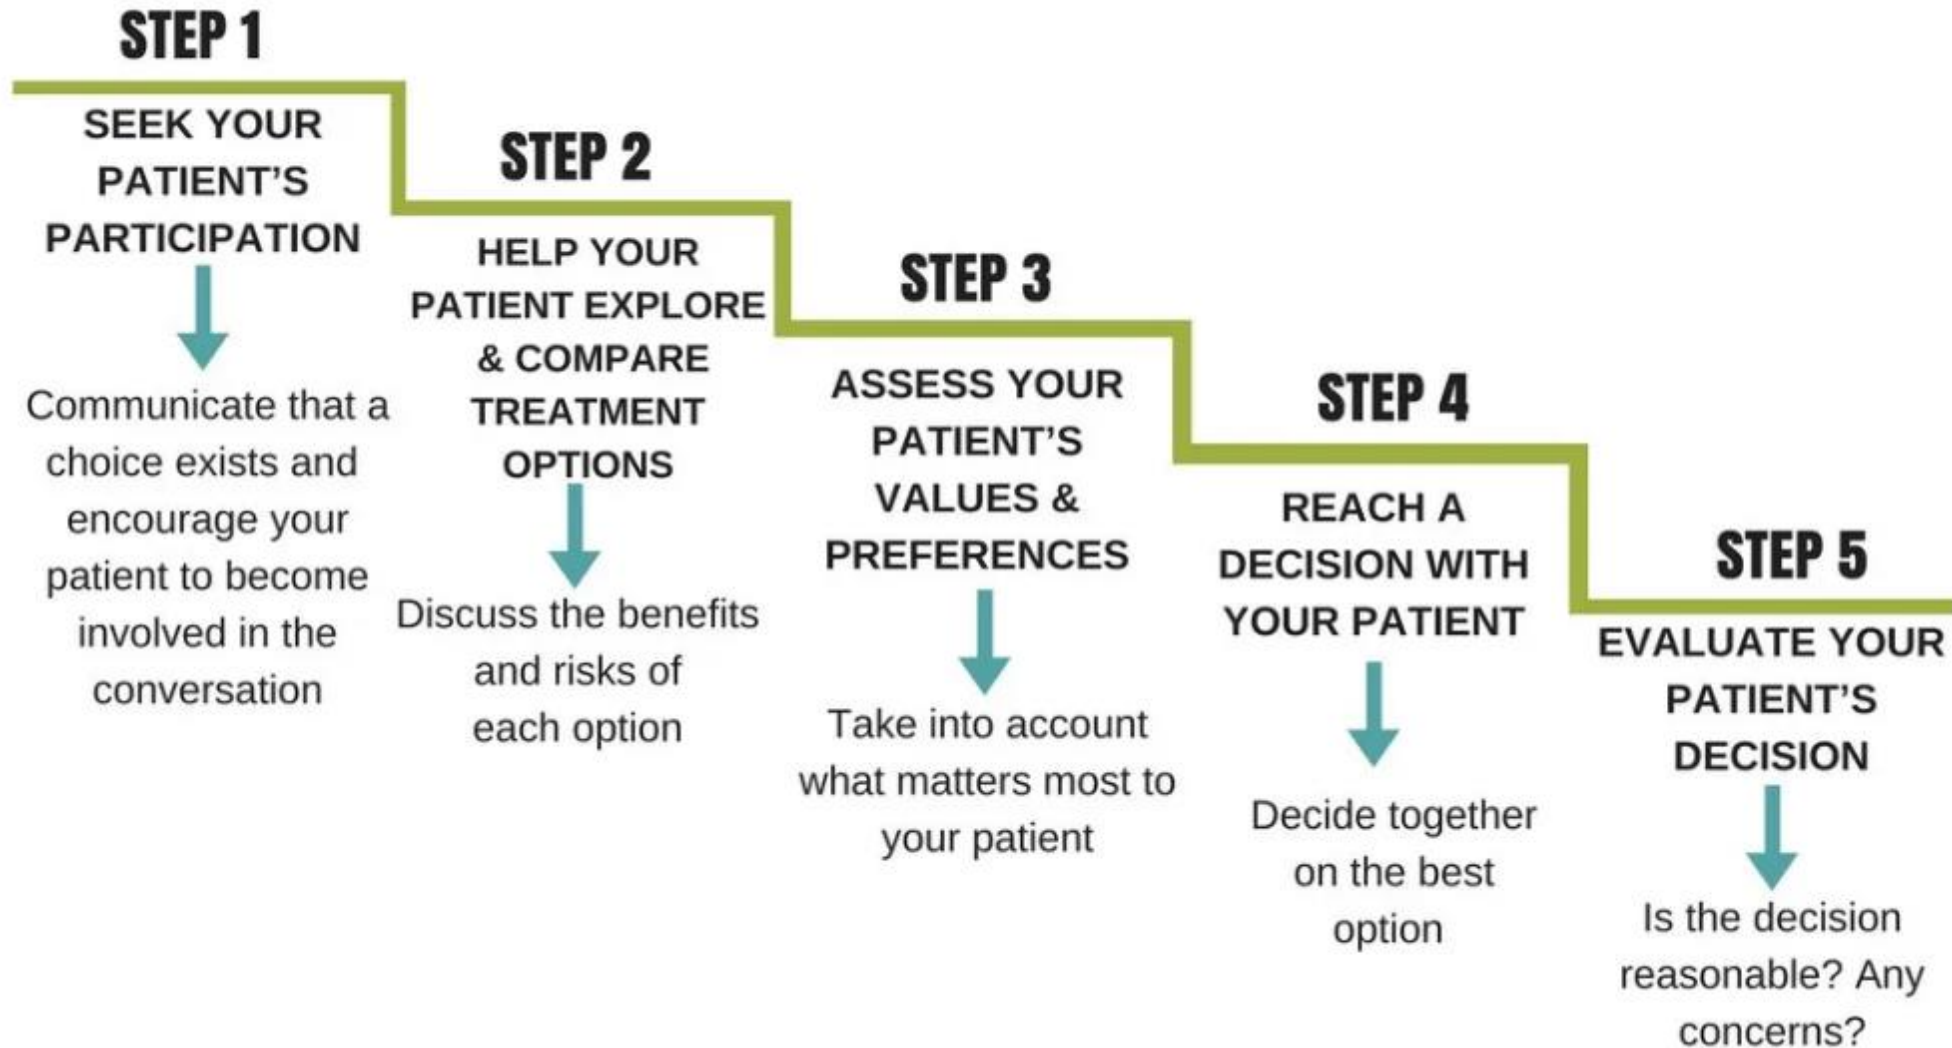 STEP 1
SEEK YOUR
PATIENT'S
PARTICIPATION
Communicate that a
choice exists and
encourage your
patient to become
involved in the
conversation
STEP 2
HELP YOUR
PATIENT EXPLORE
& COMPARE
TREATMENT
OPTIONS
Discuss the benefits
and risks of
each option
STEP 3
ASSESS YOUR
PATIENT'S
VALUES &
PREFERENCES
Take into account
what matters most to
your patient
STEP 4
REACH A
DECISION WITH
YOUR PATIENT
Decide together
on the best
option
STEP 5
EVALUATE YOUR
PATIENT'S
DECISION
Is the decision
reasonable? Any
concerns?